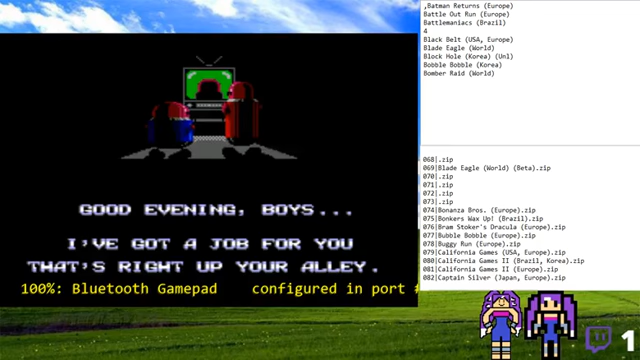 GOOD EVENING, BOYS...
I'VE GOT A JOB FOR YOU
THAT'S RIGHT UP YOUR ALLEY.
100%: Bluetooth Gamepad configured in port #
,Batman Returns (Europe)
Battle Out Run (Europe)
Battlemaniacs (Brazil)
4
Black Belt (USA, Europe)
Blade Eagle (World)
Block Hole (Korea) (Unl)
Bobble Bobble (Korea)
Bomber Raid (World)
068|.zip
069|Blade Eagle (World) (Beta).zip
070|.zip
071|.zip
072|.zip
073|.zip
074|Bonanza Bros. (Europe).zip
075|Bonkers Wax Up! (Brazil).zip
076|Bram Stoker's Dracula (Europe).zip
077|Bubble Bobble (Europe).zip
078|Buggy Run (Europe).zip
079|California Games (USA, Europe).zip
080|California Games II (Brazil, Korea).zip
081|California Games II (Europe).zip
082|Captain Silver (Japan, Europe).zip
1